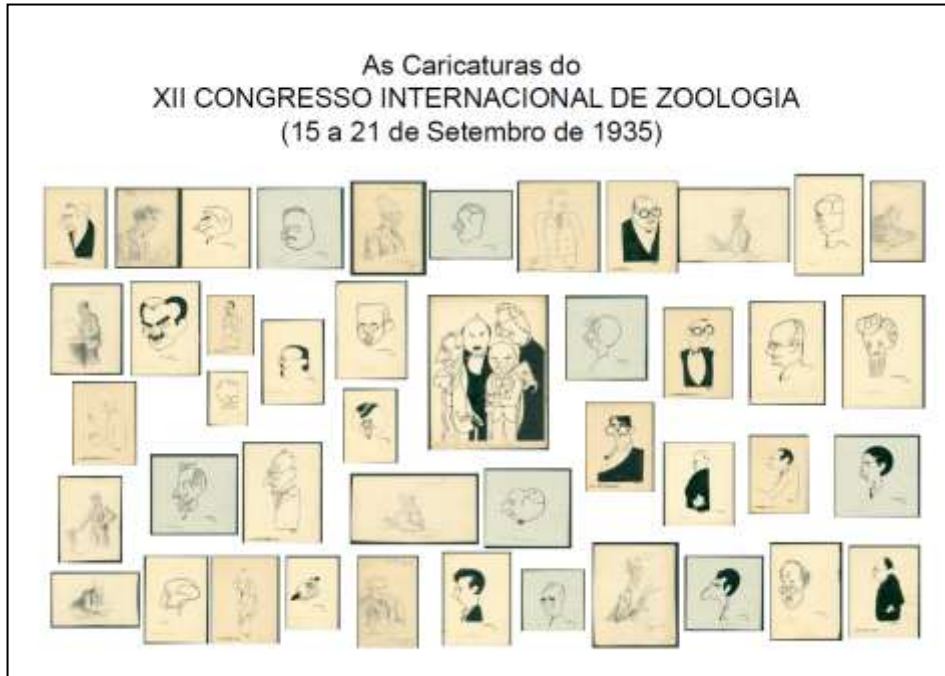 As Caricaturas do
XII CONGRESSO INTERNACIONAL DE ZOOLOGIA
(15 a 21 de Setembro de 1935)